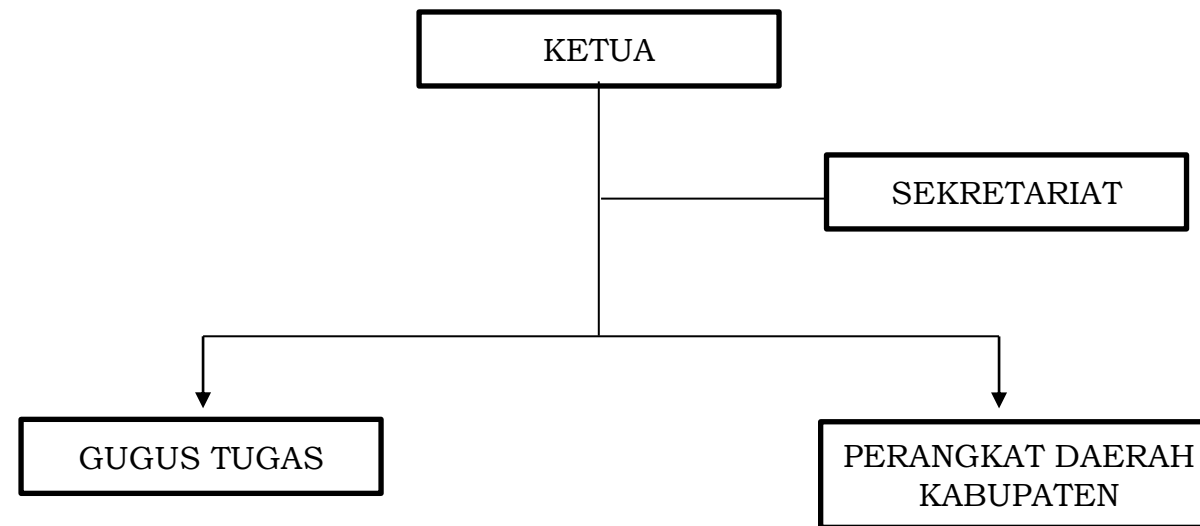 KETUA
SEKRETARIAT
GUGUS TUGAS
PERANGKAT DAERAH
KABUPATEN